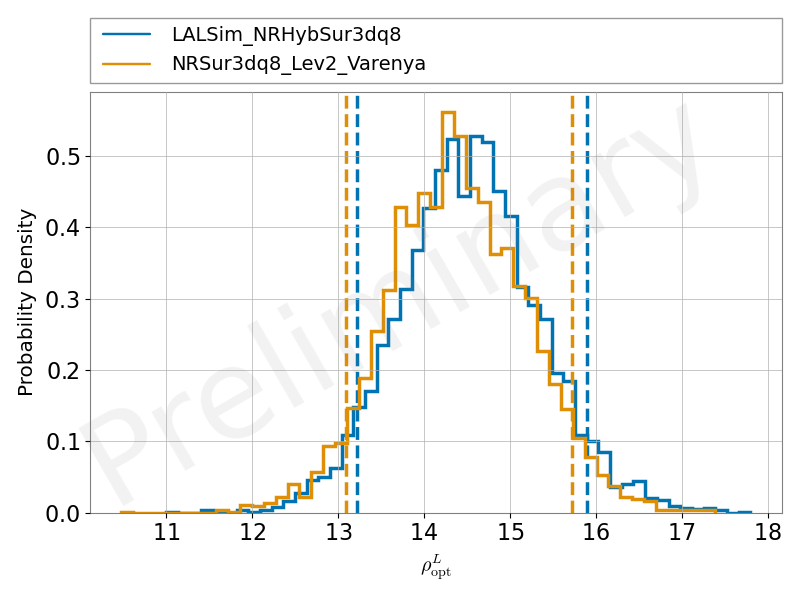 LALSim_NRHybSur3dq8
NRSur3dq8_Lev2_Varenya
Preliminary
Probability Density
0.5
0.4
0.3
0.2
0.1
0.0
11 12 13 14 15 16 17 18
ρ^L_opt